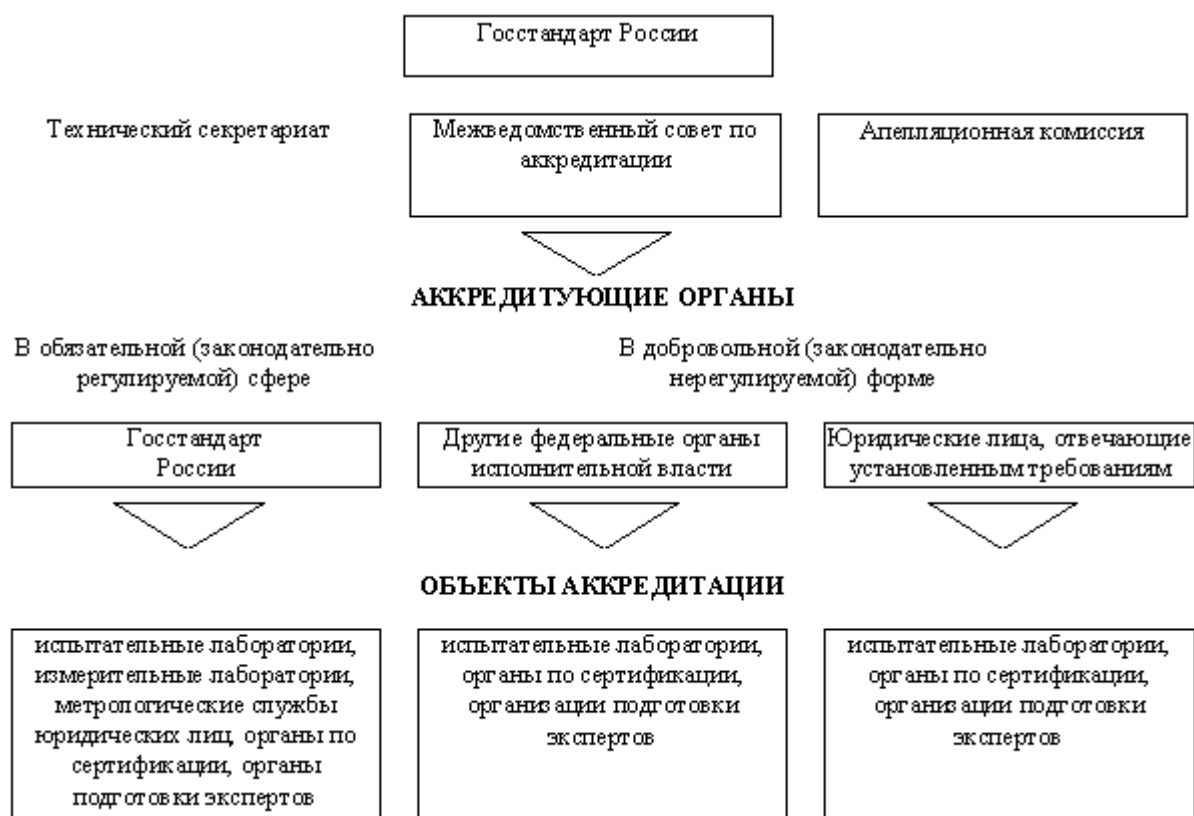 Госстандарт России
Технический секретариат
Межведомственный совет по
аккредитации
Апелляционная комиссия
АККРЕДИТУЮЩИЕ ОРГАНЫ
В обязательной (законодательно
регулируемой) сфере
В добровольной (законодательно
нерегулируемой) форме
Госстандарт
России
Другие федеральные органы
исполнительной власти
Юридические лица, отвечающие
установленным требованиям
ОБЪЕКТЫ АККРЕДИТАЦИИ
испытательные лаборатории,
измерительные лаборатории,
метрологические службы
юридических лиц, органы по
сертификации, органы
подготовки экспертов
испытательные лаборатории,
органы по сертификации,
организации подготовки
экспертов
испытательные лаборатории,
органы по сертификации,
организации подготовки
экспертов